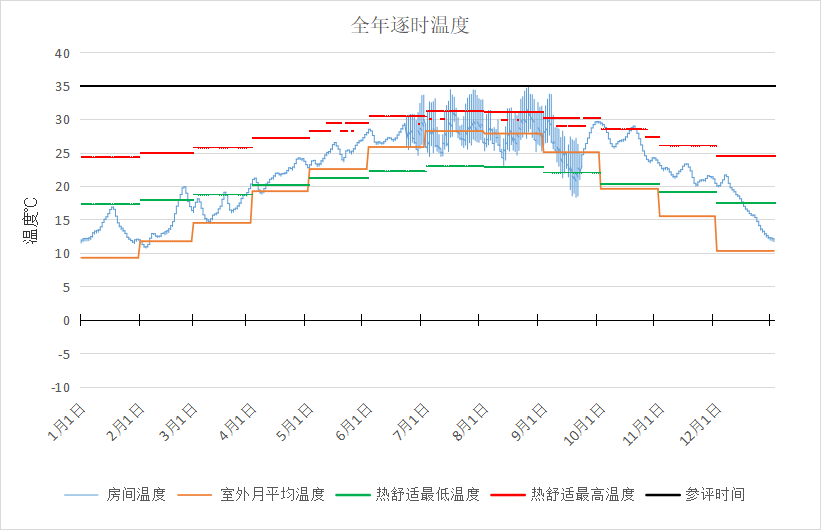 全年逐时温度
40
35
30
25
20
15
10
5
0
-5
-10
温度℃
1月1日
2月1日
3月1日
4月1日
5月1日
6月1日
7月1日
8月1日
9月1日
10月1日
11月1日
12月1日
房间温度 室外月平均温度 热舒适最低温度 热舒适最高温度 参评时间